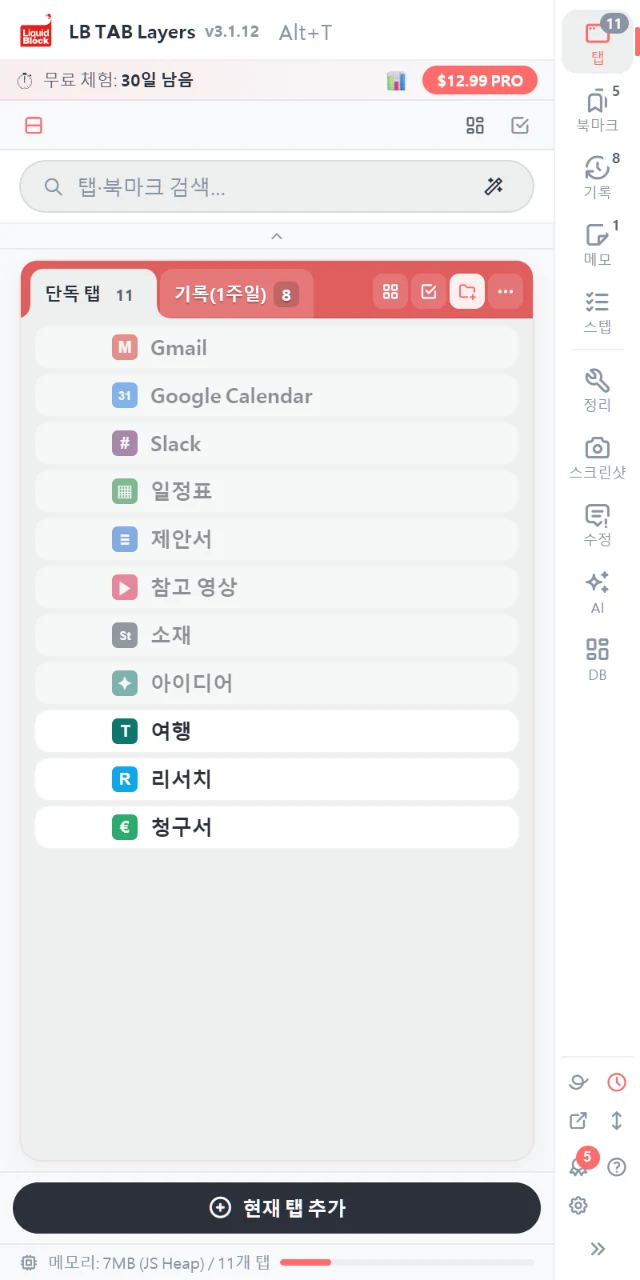 Liquid Block
LB TAB Layers v3.1.12 Alt+T
무료 체험: 30일 남음 $12.99 PRO
탭·북마크 검색...
단독 탭 11 기록(1주일) 8
M Gmail
31 Google Calendar
# Slack
일정표
제안서
참고 영상
St 소재
아이디어
T 여행
R 리서치
€ 청구서
현재 탭 추가
메모리: 7MB (JS Heap) / 11개 탭
11
탭
5
북마크
8
기록
1
메모
스텝
정리
스크린샷
수정
AI
DB
5